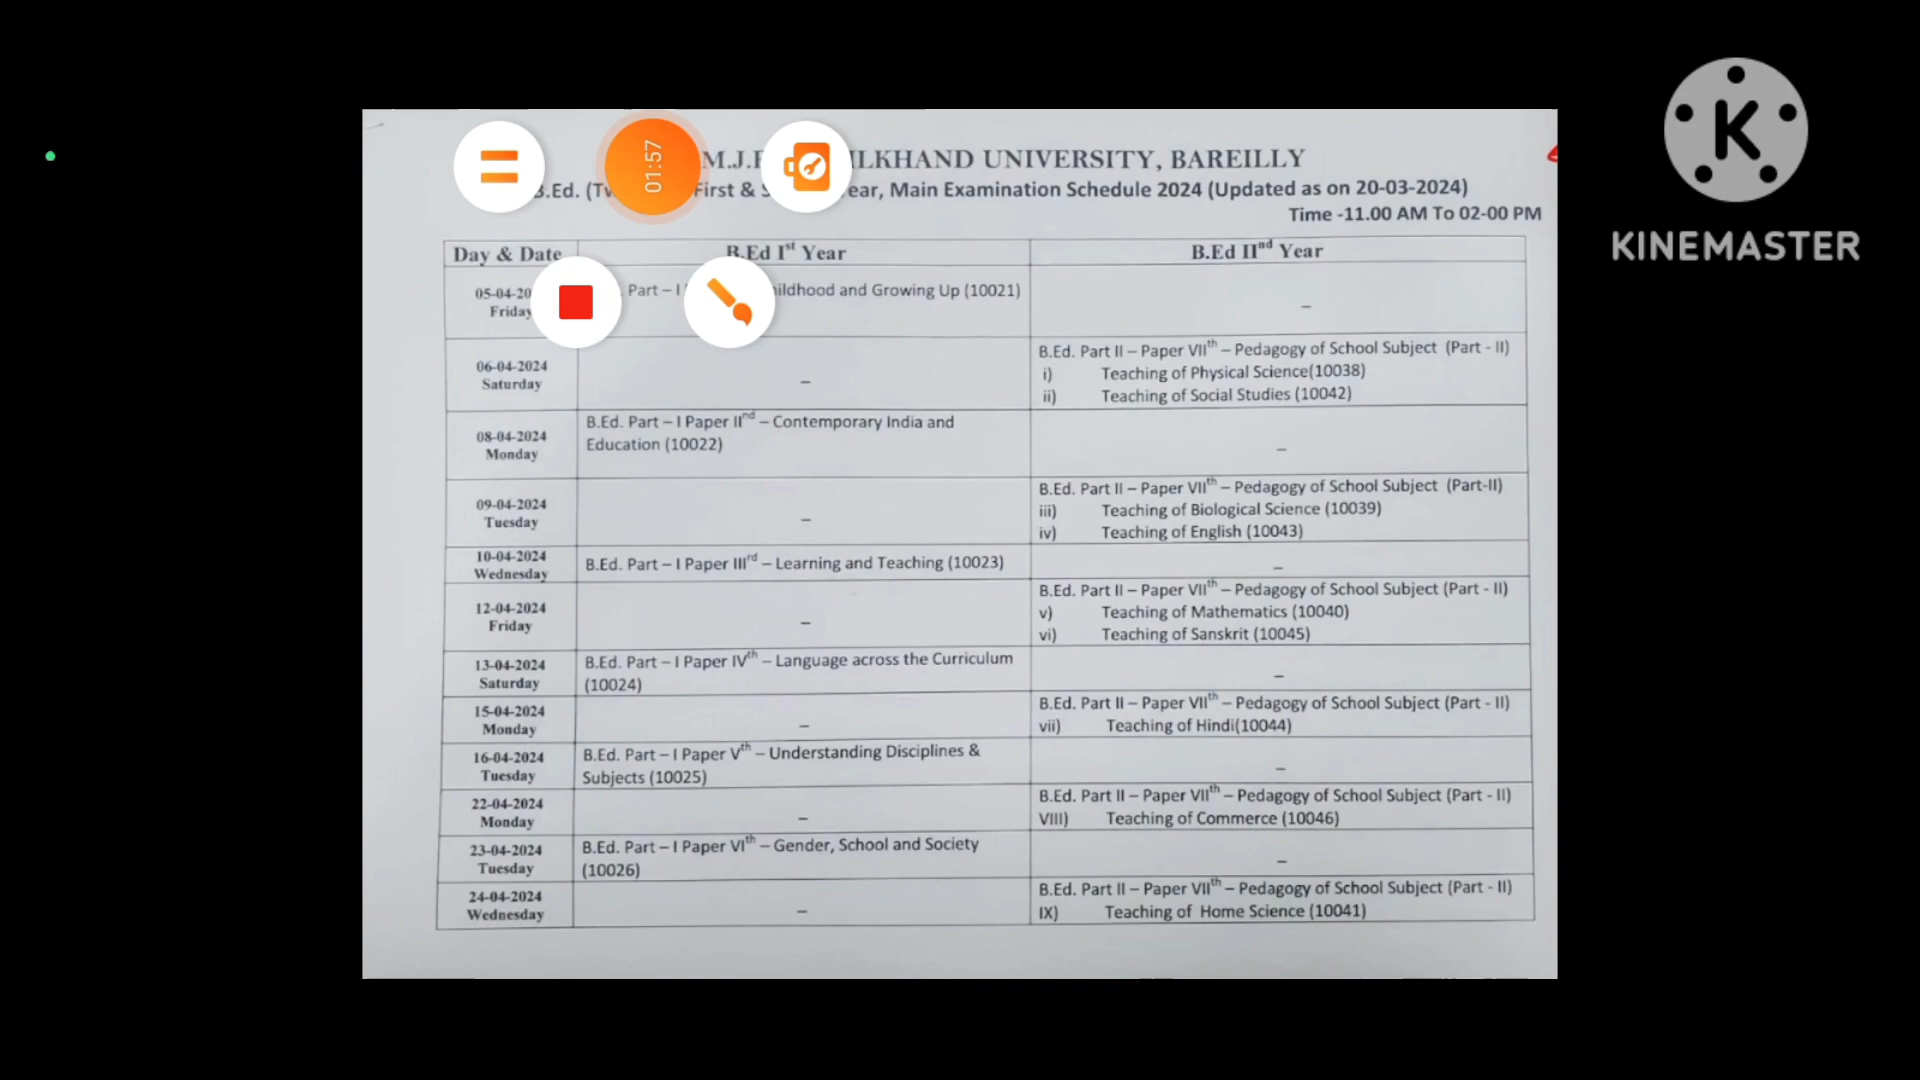 M.J.P. ILKHAND UNIVERSITY, BAREILLY
B.Ed. (Tw First & S ear, Main Examination Schedule 2024 (Updated as on 20-03-2024)
Time -11.00 AM To 02-00 PM
Day & Date B.Ed Ist Year B.Ed IInd Year
05-04-20 Part – I ildhood and Growing Up (10021) –
Friday
06-04-2024 Saturday –
B.Ed. Part II – Paper VIIth – Pedagogy of School Subject (Part - II)
i) Teaching of Physical Science(10038)
ii) Teaching of Social Studies (10042)
08-04-2024 Monday
B.Ed. Part – I Paper IInd – Contemporary India and
Education (10022) –
09-04-2024 Tuesday –
B.Ed. Part II – Paper VIIth – Pedagogy of School Subject (Part-II)
iii) Teaching of Biological Science (10039)
iv) Teaching of English (10043)
10-04-2024 Wednesday
B.Ed. Part – I Paper IIIrd – Learning and Teaching (10023) –
12-04-2024 Friday –
B.Ed. Part II – Paper VIIth – Pedagogy of School Subject (Part - II)
v) Teaching of Mathematics (10040)
vi) Teaching of Sanskrit (10045)
13-04-2024 Saturday
B.Ed. Part – I Paper IVth – Language across the Curriculum
(10024) –
15-04-2024 Monday –
B.Ed. Part II – Paper VIIth – Pedagogy of School Subject (Part - II)
vii) Teaching of Hindi(10044)
16-04-2024 Tuesday
B.Ed. Part – I Paper Vth – Understanding Disciplines &
Subjects (10025) –
22-04-2024 Monday –
B.Ed. Part II – Paper VIIth – Pedagogy of School Subject (Part - II)
VIII) Teaching of Commerce (10046)
23-04-2024 Tuesday
B.Ed. Part – I Paper VIth – Gender, School and Society
(10026) –
24-04-2024 Wednesday –
B.Ed. Part II – Paper VIIth – Pedagogy of School Subject (Part - II)
IX) Teaching of Home Science (10041)
01:57
K
KINEMASTER